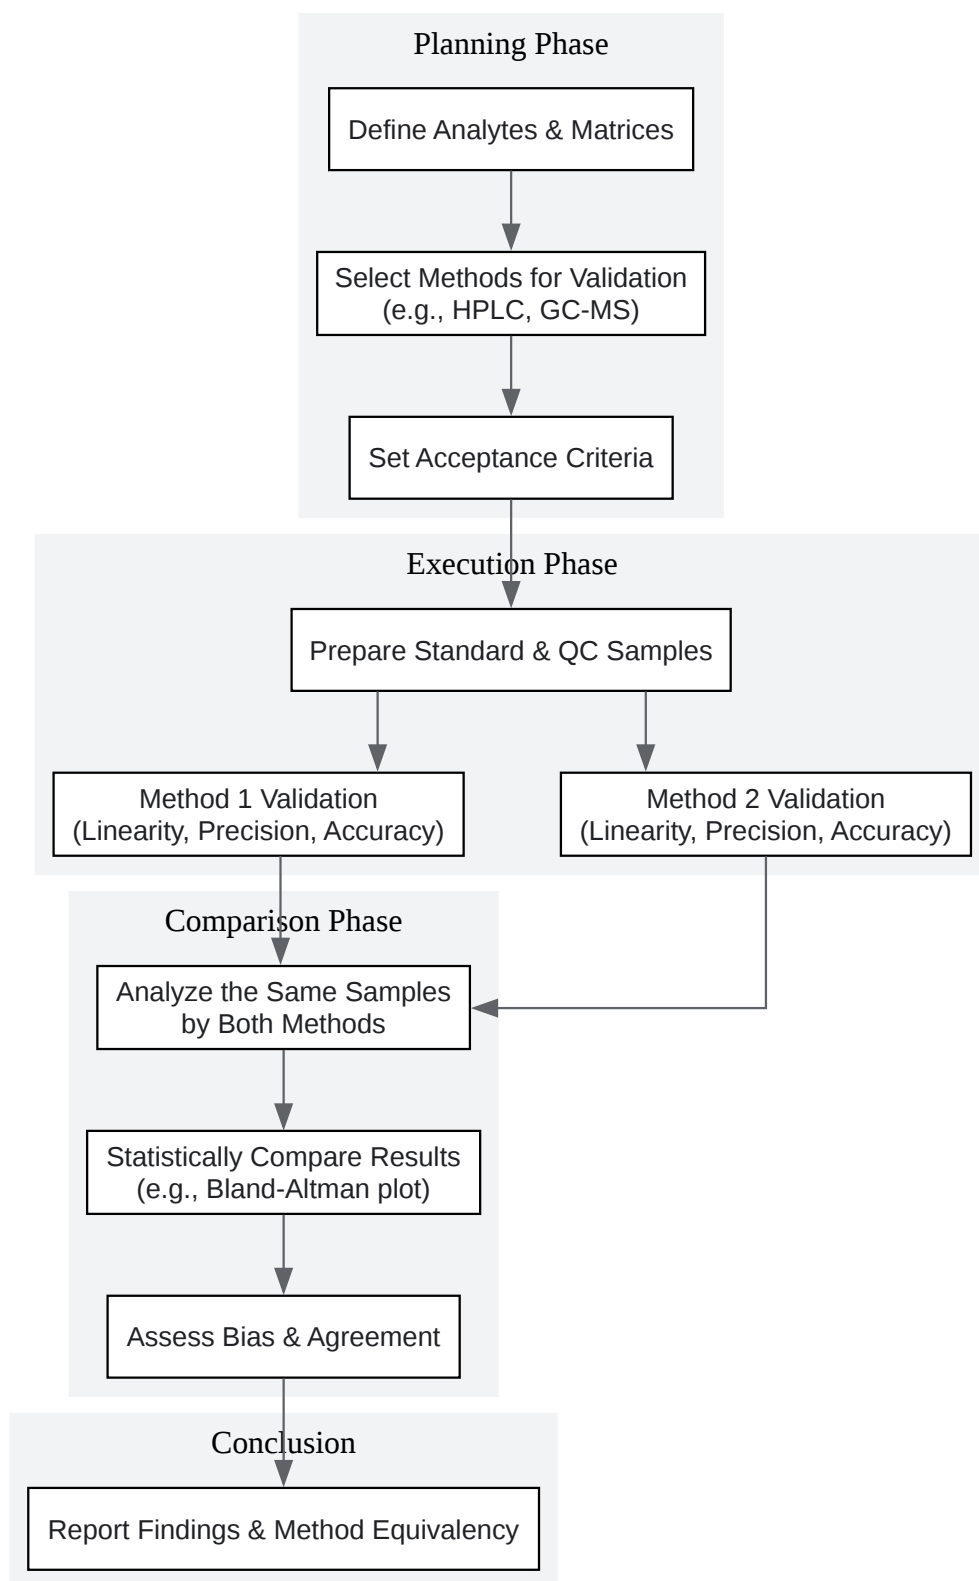 Planning Phase
Define Analytes & Matrices
Select Methods for Validation
(e.g., HPLC, GC-MS)
Set Acceptance Criteria
Execution Phase
Prepare Standard & QC Samples
Method 1 Validation
(Linearity, Precision, Accuracy)
Method 2 Validation
(Linearity, Precision, Accuracy)
Comparison Phase
Analyze the Same Samples
by Both Methods
Statistically Compare Results
(e.g., Bland-Altman plot)
Assess Bias & Agreement
Conclusion
Report Findings & Method Equivalency